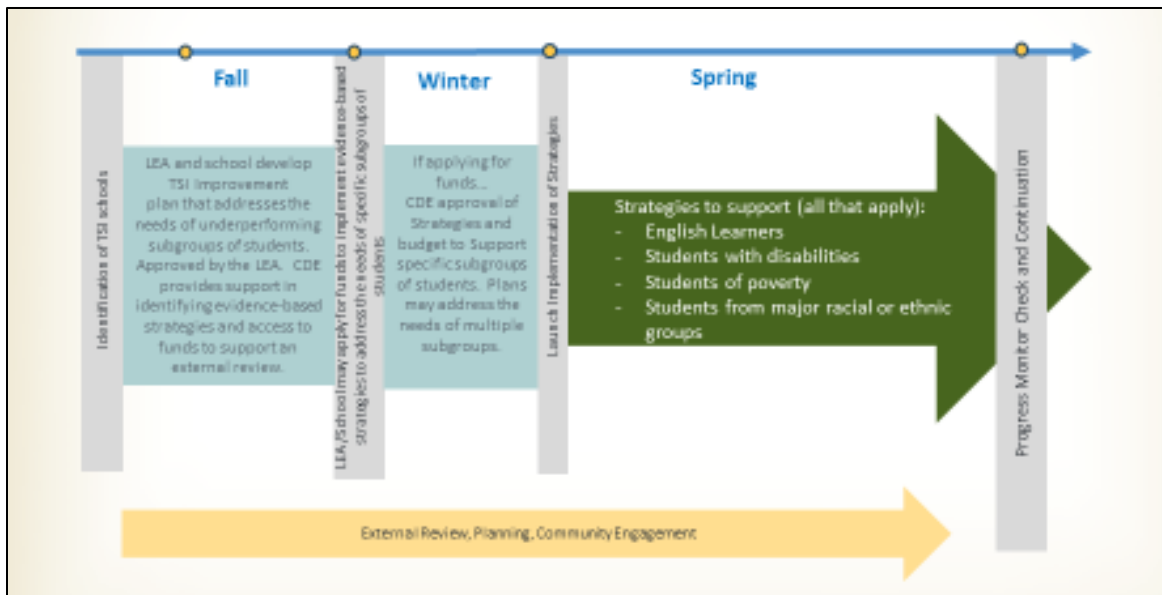 Fall
Winter
Spring
Identification of TSI schools
LEA and school develop
TSI Improvement
plan that addresses the
needs of underperforming
subgroups of students.
Approved by the LEA. CDE
provides support in
identifying evidence-based
strategies and access to
funds to support an
external review.
LEA/School may apply for funds to implement evidence-based
strategies to address the needs of specific subgroups of
students
If applying for
funds...
CDE approval of
Strategies and
budget to Support
specific subgroups
of students. Plans
may address the
needs of multiple
subgroups.
Launch Implementation of Strategies
Strategies to support (all that apply):
- English Learners
- Students with disabilities
- Students of poverty
- Students from major racial or ethnic
groups
Progress Monitor Check and Continuation
External Review, Planning, Community Engagement